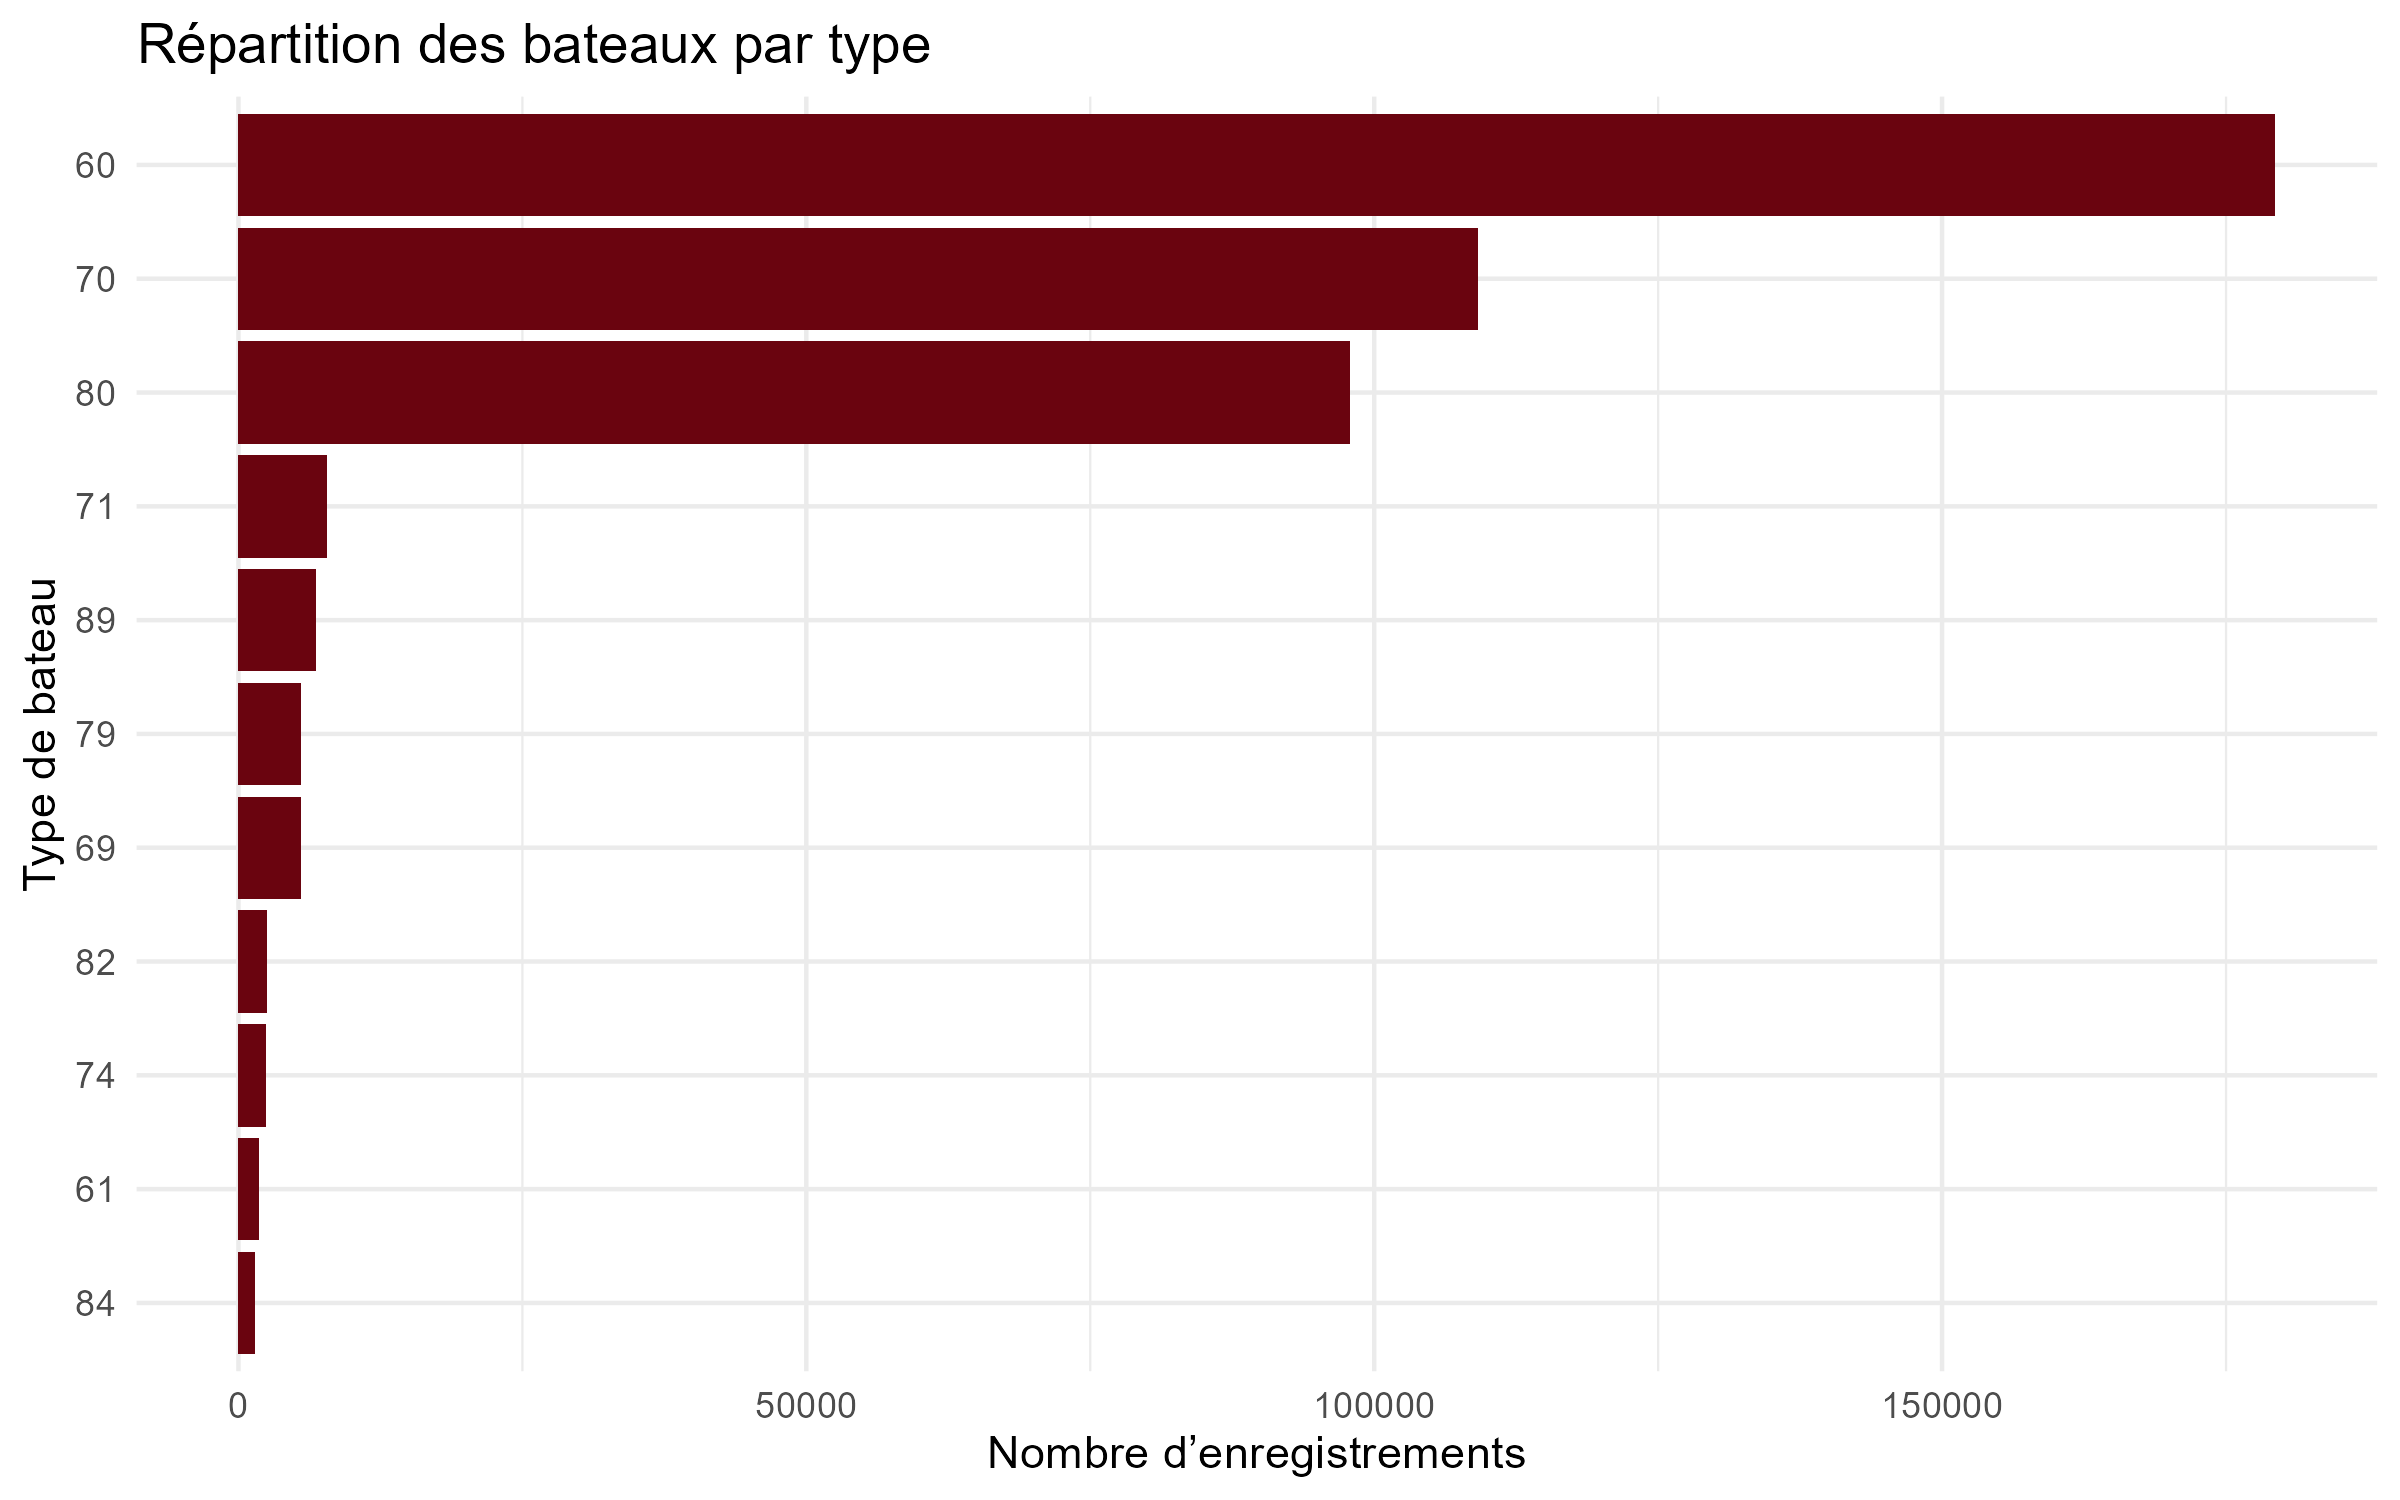 Répartition des bateaux par type
Type de bateau
60
70
80
71
89
79
69
82
74
61
84
0 50000 100000 150000
Nombre d’enregistrements